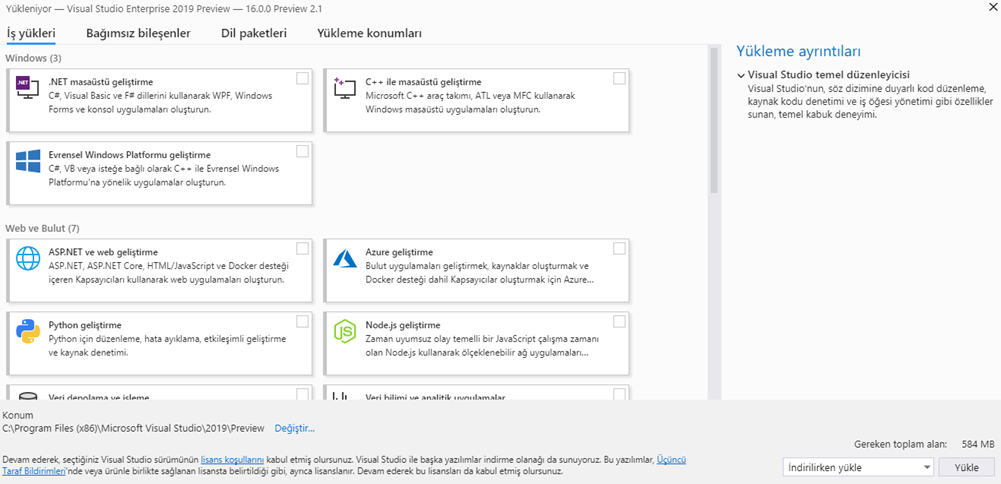 Yükleniyor — Visual Studio Enterprise 2019 Preview — 16.0.0 Preview 2.1
İş yükleri Bağımsız bileşenler Dil paketleri Yükleme konumları
Windows (3)
.NET masaüstü geliştirme
C#, Visual Basic ve F# dillerini kullanarak WPF, Windows
Forms ve konsol uygulamaları oluşturun.
C++ ile masaüstü geliştirme
Microsoft C++ araç takımı, ATL veya MFC kullanarak
Windows masaüstü uygulamaları oluşturun.
Evrensel Windows Platformu geliştirme
C#, VB veya isteğe bağlı olarak C++ ile Evrensel Windows
Platformu'na yönelik uygulamalar oluşturun.
Web ve Bulut (7)
ASP.NET ve web geliştirme
ASP.NET, ASP.NET Core, HTML/JavaScript ve Docker desteği
içeren Kapsayıcıları kullanarak web uygulamaları oluşturun.
Azure geliştirme
Bulut uygulamaları geliştirmek, kaynaklar oluşturmak ve
Docker desteği dahil Kapsayıcılar oluşturmak için Azure...
Python geliştirme
Python için düzenleme, hata ayıklama, etkileşimli geliştirme
ve kaynak denetimi.
Node.js geliştirme
Zaman uyumsuz olay temelli bir JavaScript çalışma zamanı
olan Node.js kullanarak ölçeklenebilir ağ uygulamaları...
Veri depolama ve işleme
Veri bilimi ve analitik uygulamalar
Yükleme ayrıntıları
Visual Studio temel düzenleyicisi
Visual Studio'nun, söz dizimine duyarlı kod düzenleme,
kaynak kodu denetimi ve iş öğesi yönetimi gibi özellikler
sunan, temel kabuk deneyimi.
Konum
C:\Program Files (x86)\Microsoft Visual Studio\2019\Preview Değiştir...
Gereken toplam alan: 584 MB
Devam ederek, seçtiğiniz Visual Studio sürümünün lisans koşullarını kabul etmiş olursunuz. Visual Studio ile başka yazılımlar indirme olanağı da sunuyoruz. Bu yazılımlar, Üçüncü
Taraf Bildirimleri'nde veya ürünle birlikte sağlanan lisansta belirtildiği gibi, ayrıca lisanslanır. Devam ederek bu lisansları da kabul etmiş olursunuz.
İndirilirken yükle Yükle